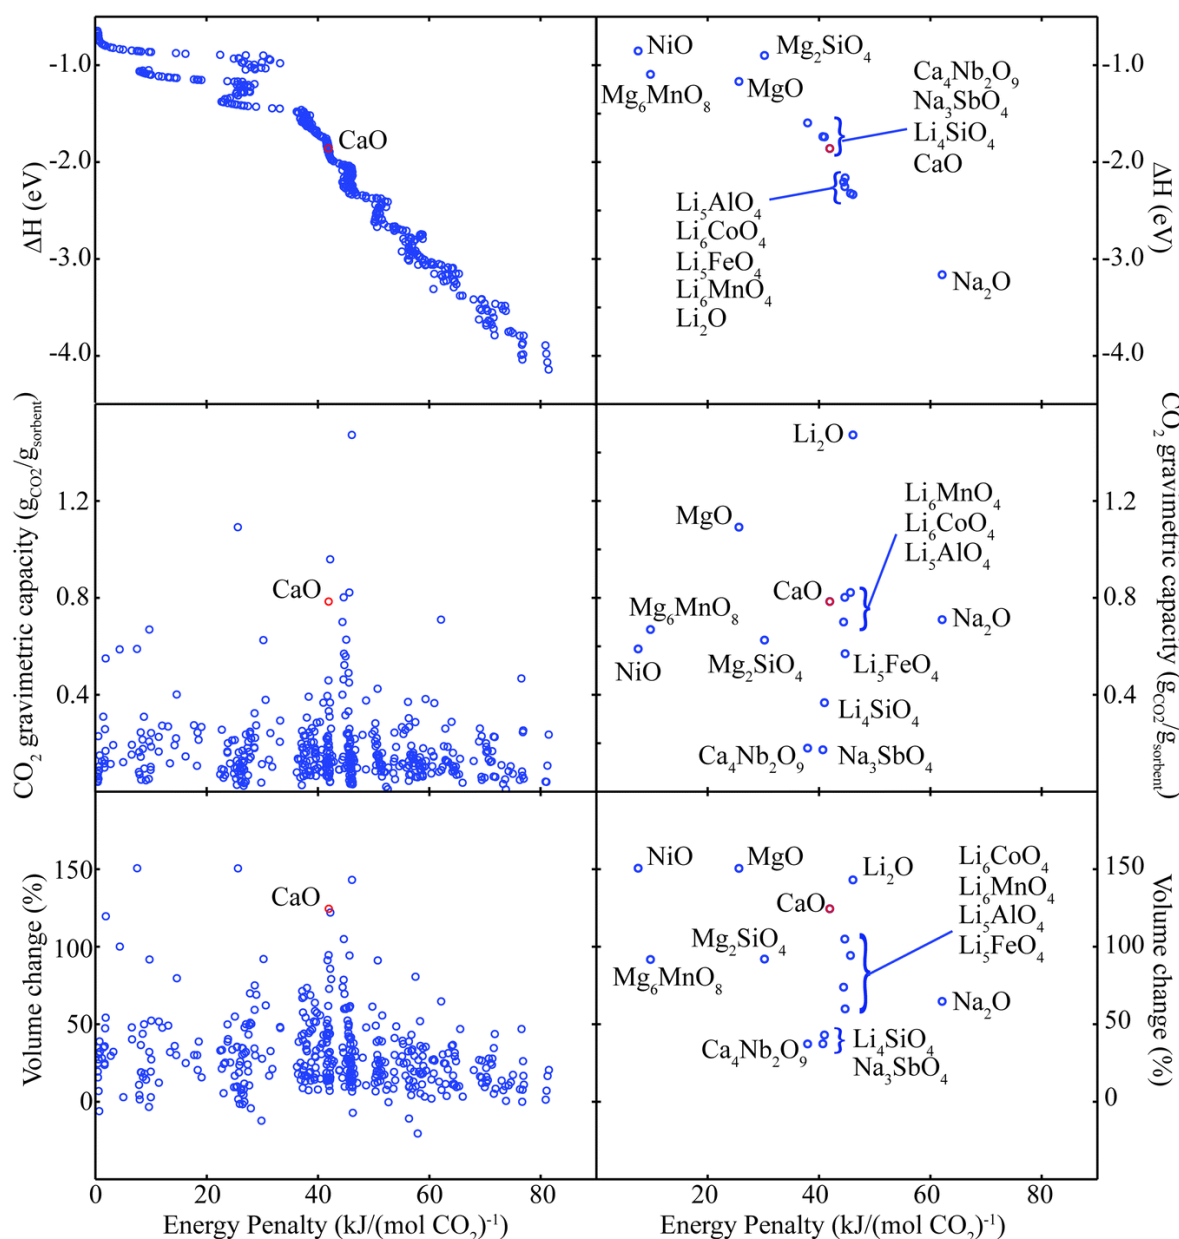 -1.0
-2.0
-3.0
-4.0
ΔH (eV)
CaO
NiO
Mg₂SiO₄
Mg₆MnO₈
MgO
Ca₄Nb₂O₉
Na₃SbO₄
Li₄SiO₄
CaO
Li₅AlO₄
Li₆CoO₄
Li₅FeO₄
Li₆MnO₄
Li₂O
Na₂O
-1.0
-2.0
-3.0
-4.0
ΔH (eV)
1.2
0.8
0.4
CO₂ gravimetric capacity (g_CO2/g_sorbent)
CaO
Li₂O
MgO
Li₆MnO₄
Li₆CoO₄
Li₅AlO₄
CaO
Mg₆MnO₈
Na₂O
NiO
Mg₂SiO₄
Li₅FeO₄
Li₄SiO₄
Ca₄Nb₂O₉
Na₃SbO₄
1.2
0.8
0.4
CO₂ gravimetric capacity (g_CO2/g_sorbent)
150
100
50
0
Volume change (%)
CaO
NiO
MgO
Li₂O
Li₆CoO₄
Li₆MnO₄
Li₅AlO₄
Li₅FeO₄
CaO
Mg₂SiO₄
Mg₆MnO₈
Na₂O
Ca₄Nb₂O₉
Li₄SiO₄
Na₃SbO₄
150
100
50
0
Volume change (%)
0 20 40 60 80
20 40 60 80
Energy Penalty (kJ/(mol CO₂)⁻¹)
Energy Penalty (kJ/(mol CO₂)⁻¹)